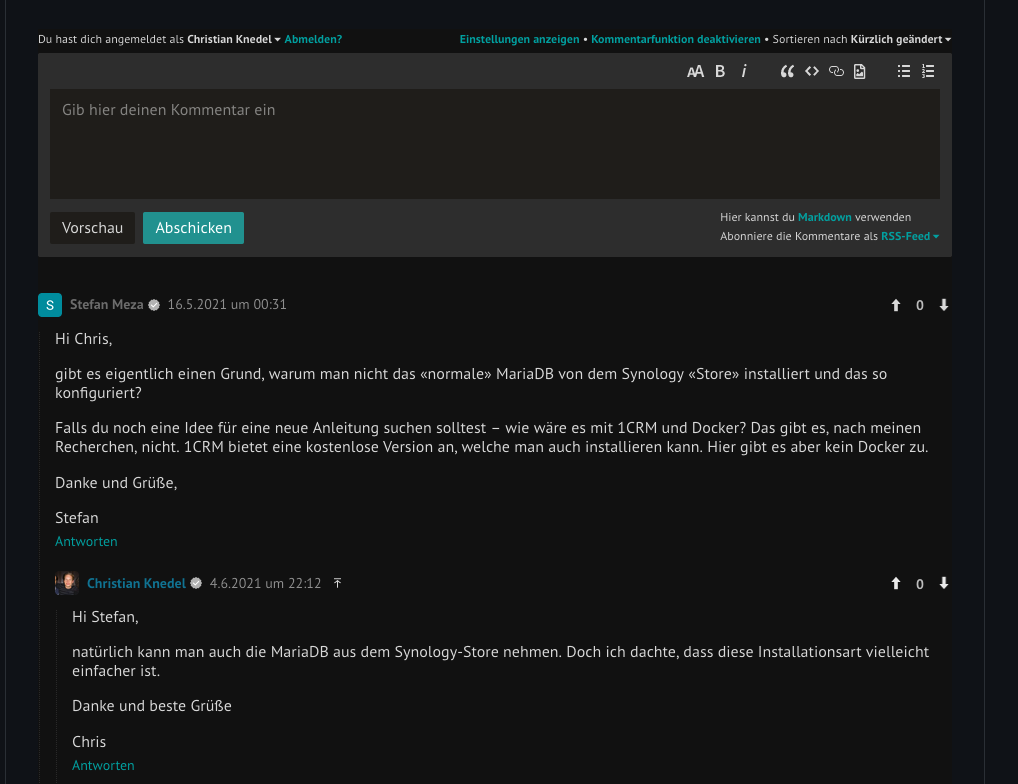 Du hast dich angemeldet als Christian Knedel Abmelden?
Einstellungen anzeigen • Kommentarfunktion deaktivieren • Sortieren nach Kürzlich geändert
AA B i
Gib hier deinen Kommentar ein
Vorschau Abschicken
Hier kannst du Markdown verwenden
Abonniere die Kommentare als RSS-Feed
S Stefan Meza 16.5.2021 um 00:31 0
Hi Chris,
gibt es eigentlich einen Grund, warum man nicht das «normale» MariaDB von dem Synology «Store» installiert und das so
konfiguriert?
Falls du noch eine Idee für eine neue Anleitung suchen solltest – wie wäre es mit 1CRM und Docker? Das gibt es, nach meinen
Recherchen, nicht. 1CRM bietet eine kostenlose Version an, welche man auch installieren kann. Hier gibt es aber kein Docker zu.
Danke und Grüße,
Stefan
Antworten
Christian Knedel 4.6.2021 um 22:12 0
Hi Stefan,
natürlich kann man auch die MariaDB aus dem Synology-Store nehmen. Doch ich dachte, dass diese Installationsart vielleicht
einfacher ist.
Danke und beste Grüße
Chris
Antworten